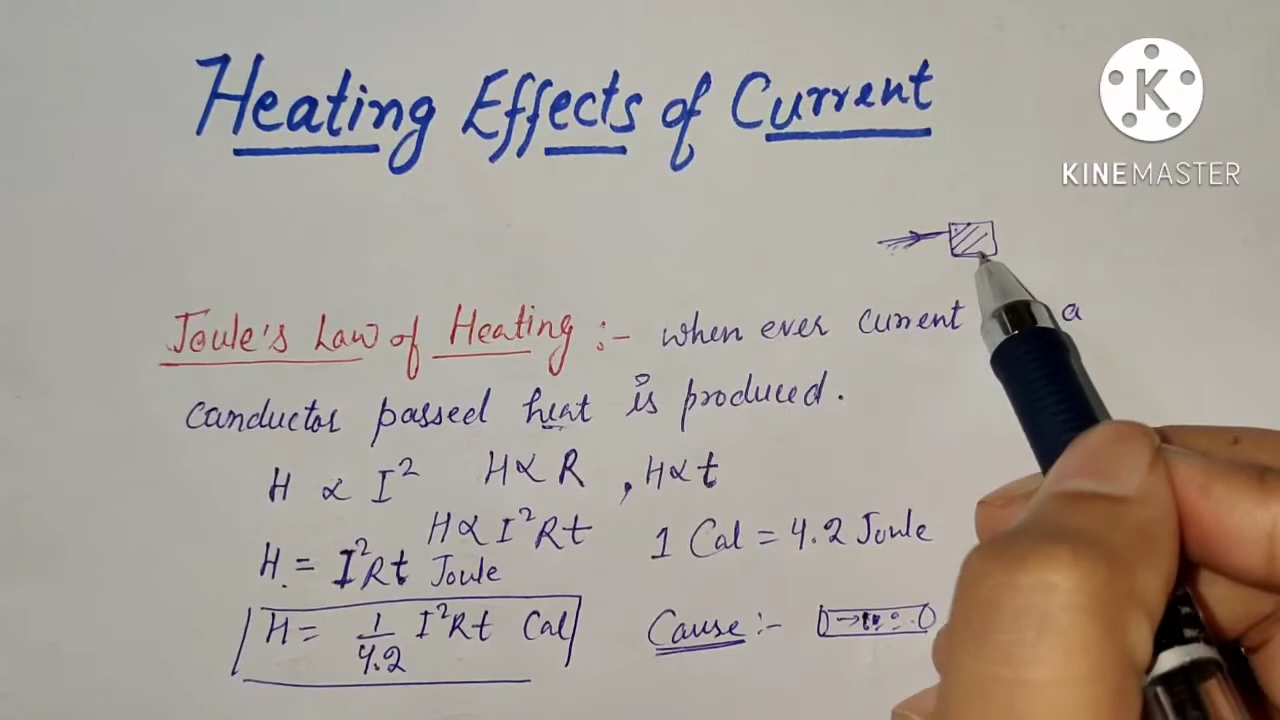 Heating Effects of Current
K
KINEMASTER
Joule's Law of Heating :- when ever current a
conductor passed heat is produced.
H ∝ I² H ∝ R , H ∝ t
H ∝ I²Rt 1 Cal = 4.2 Joule
H = I²Rt Joule
H = 1/4.2 I²Rt Cal Cause :-